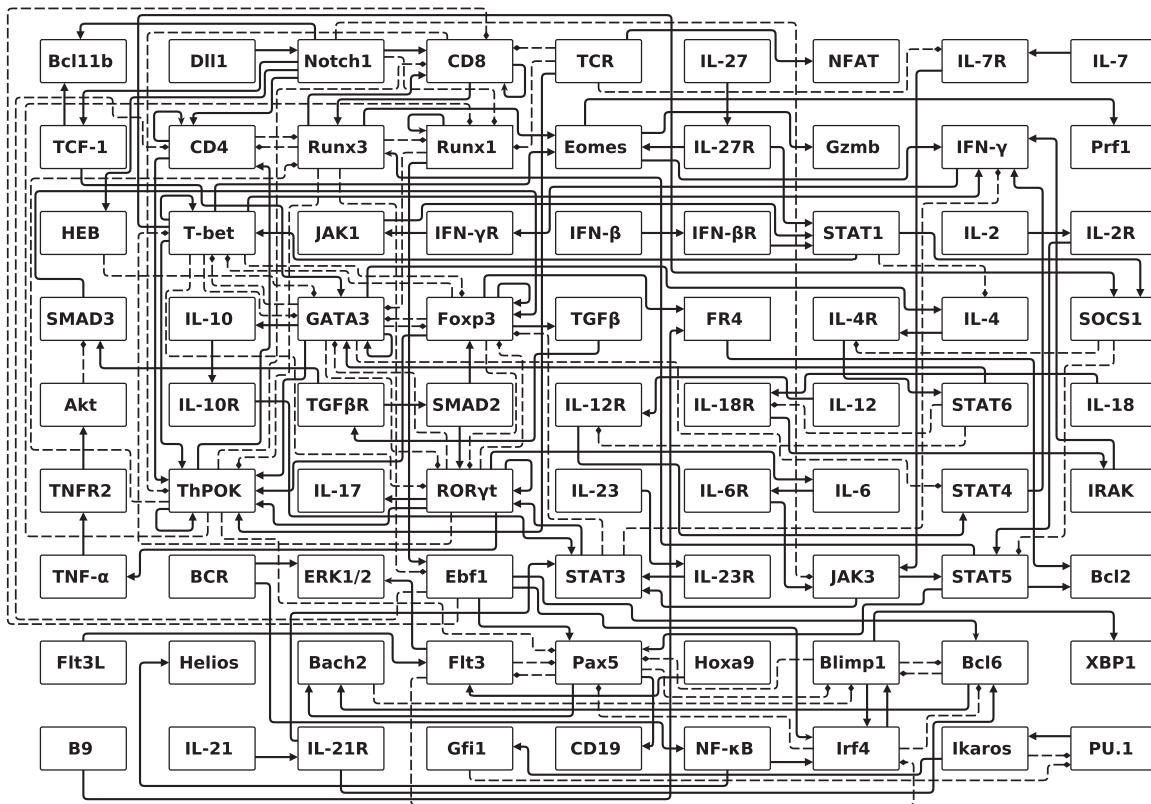 Bcl11b Dll1 Notch1 CD8 TCR IL-27 NFAT IL-7R IL-7
TCF-1 CD4 Runx3 Runx1 Eomes IL-27R Gzmb IFN-γ Prf1
HEB T-bet JAK1 IFN-γR IFN-β IFN-βR STAT1 IL-2 IL-2R
SMAD3 IL-10 GATA3 Foxp3 TGFβ FR4 IL-4R IL-4 SOCS1
Akt IL-10R TGFβR SMAD2 IL-12R IL-18R IL-12 STAT6 IL-18
TNFR2 ThPOK IL-17 RORγt IL-23 IL-6R IL-6 STAT4 IRAK
TNF-α BCR ERK1/2 Ebf1 STAT3 IL-23R JAK3 STAT5 Bcl2
Flt3L Helios Bach2 Flt3 Pax5 Hoxa9 Blimp1 Bcl6 XBP1
B9 IL-21 IL-21R Gfi1 CD19 NF-κB Irf4 Ikaros PU.1